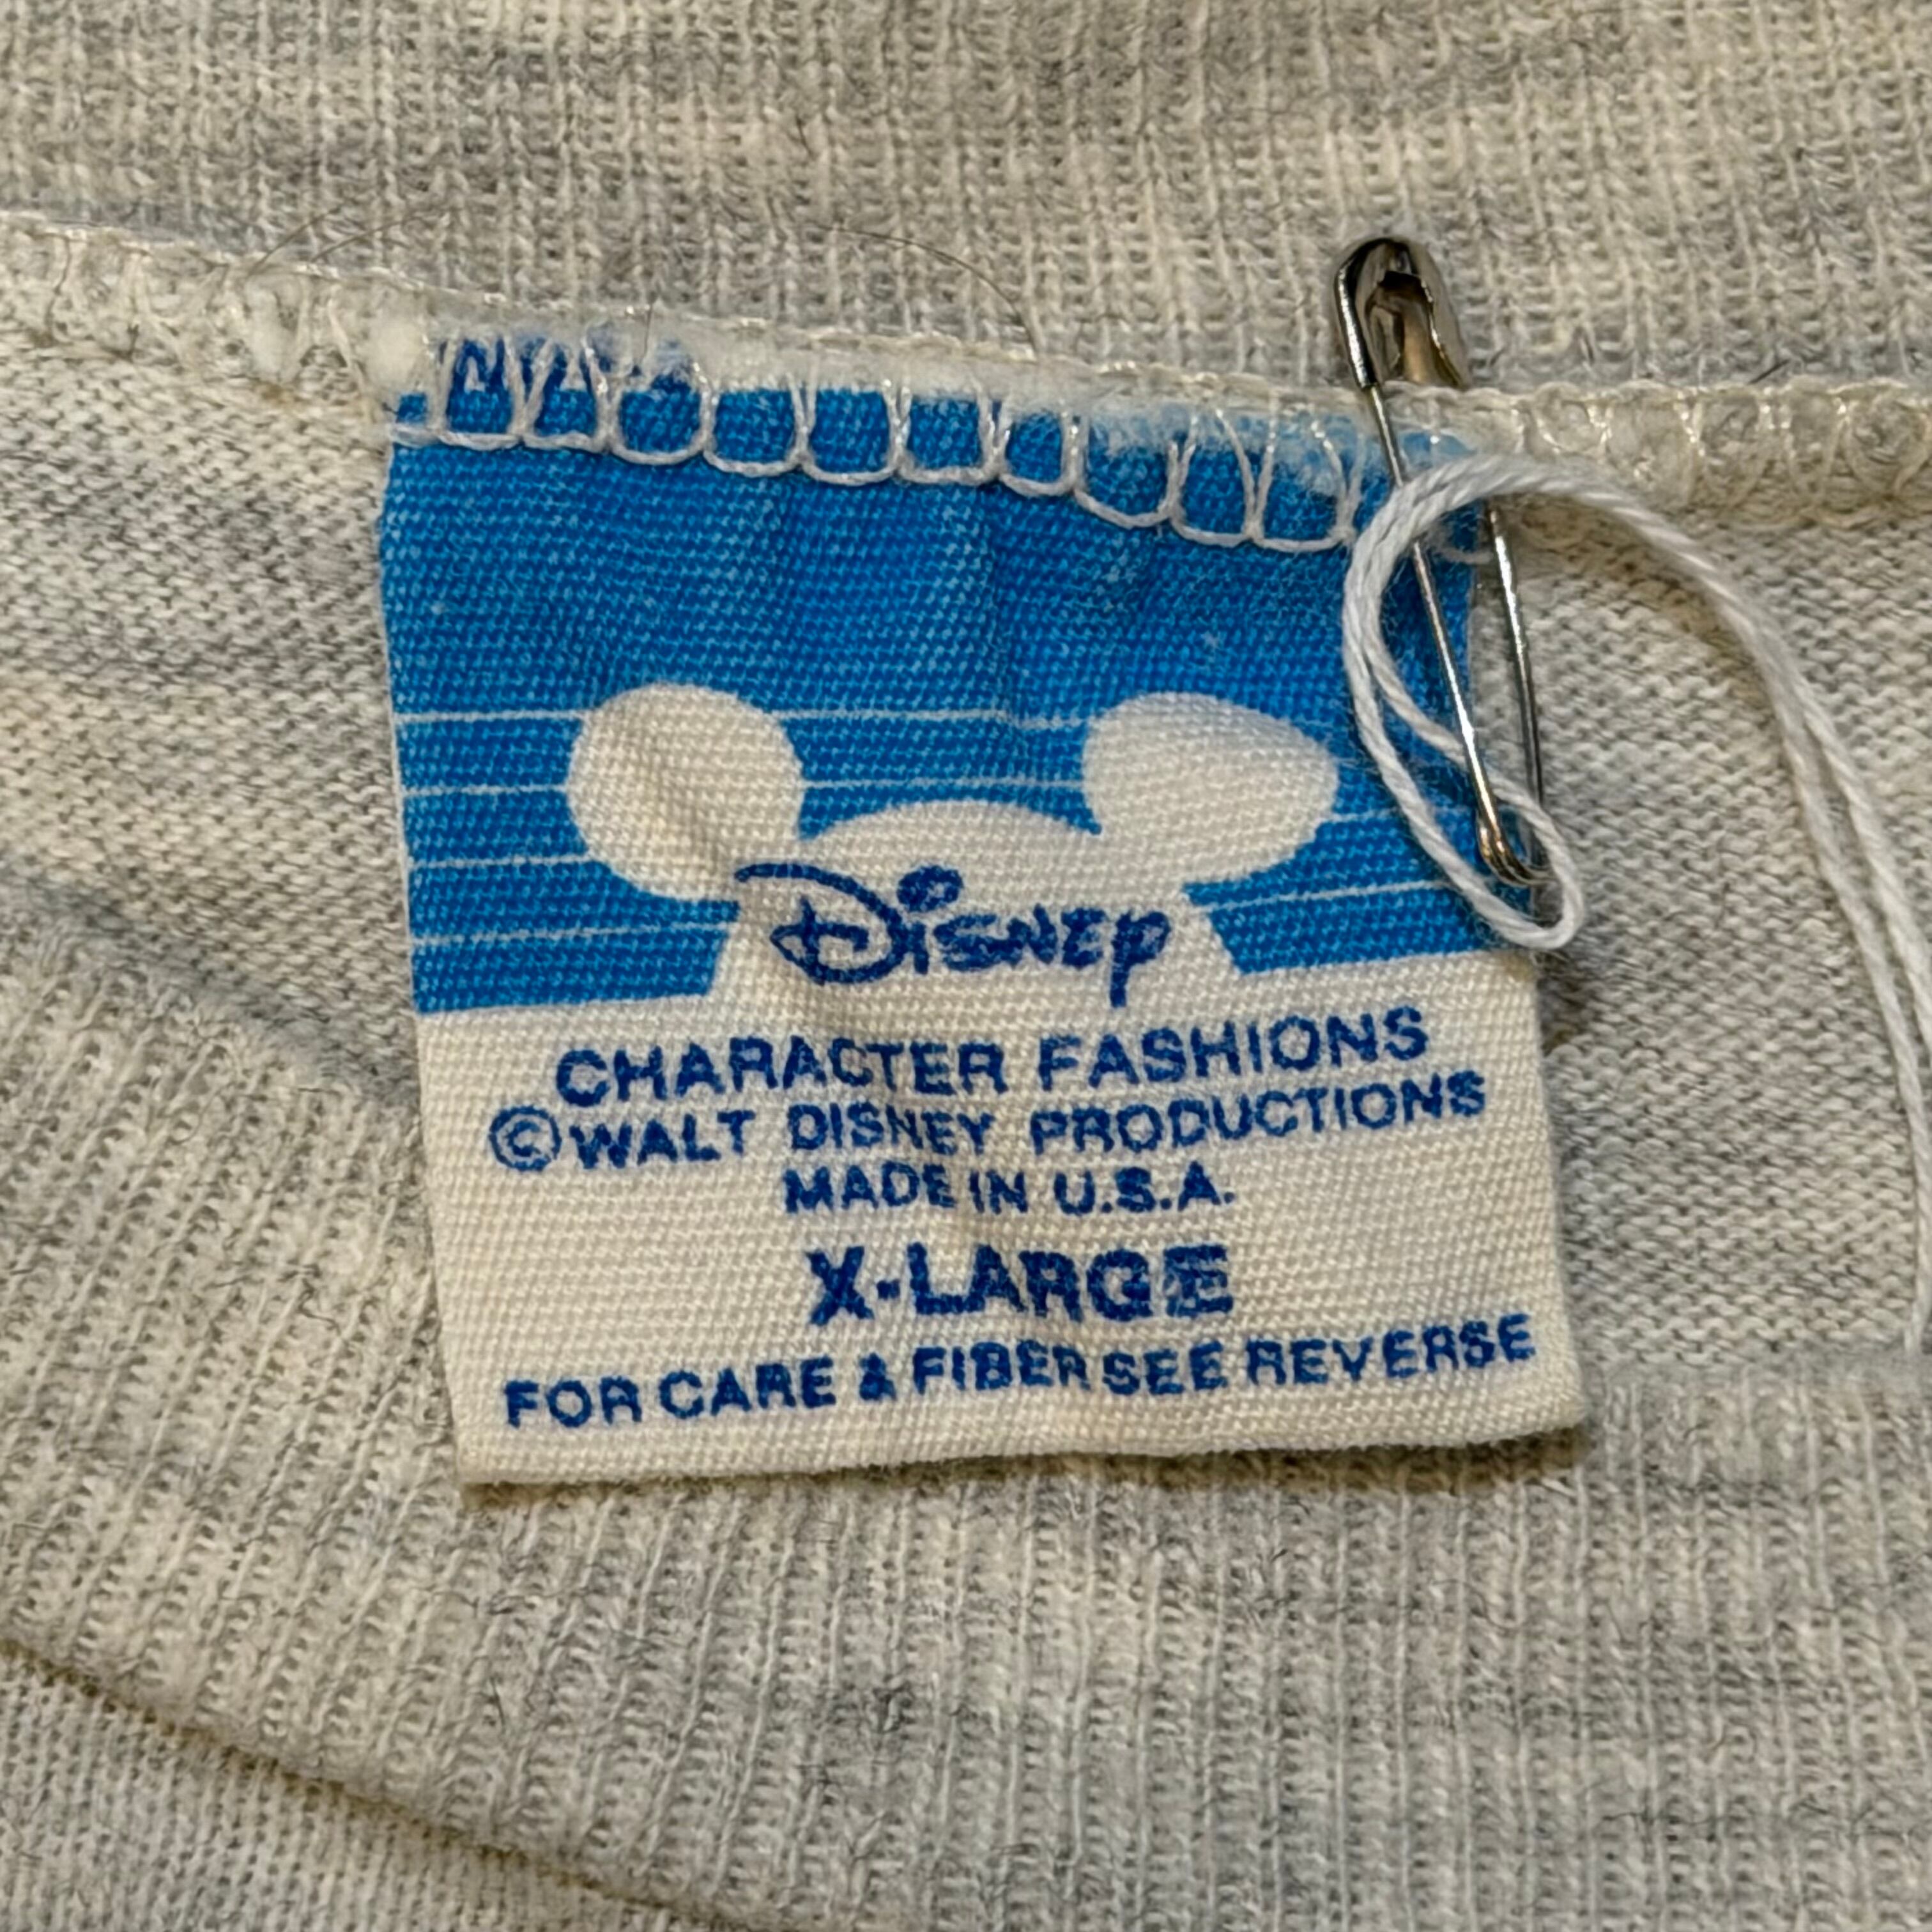 Disney
CHARACTER FASHIONS
©WALT DISNEY PRODUCTIONS
MADE IN U.S.A.
X-LARGE
FOR CARE & FIBER SEE REVERSE